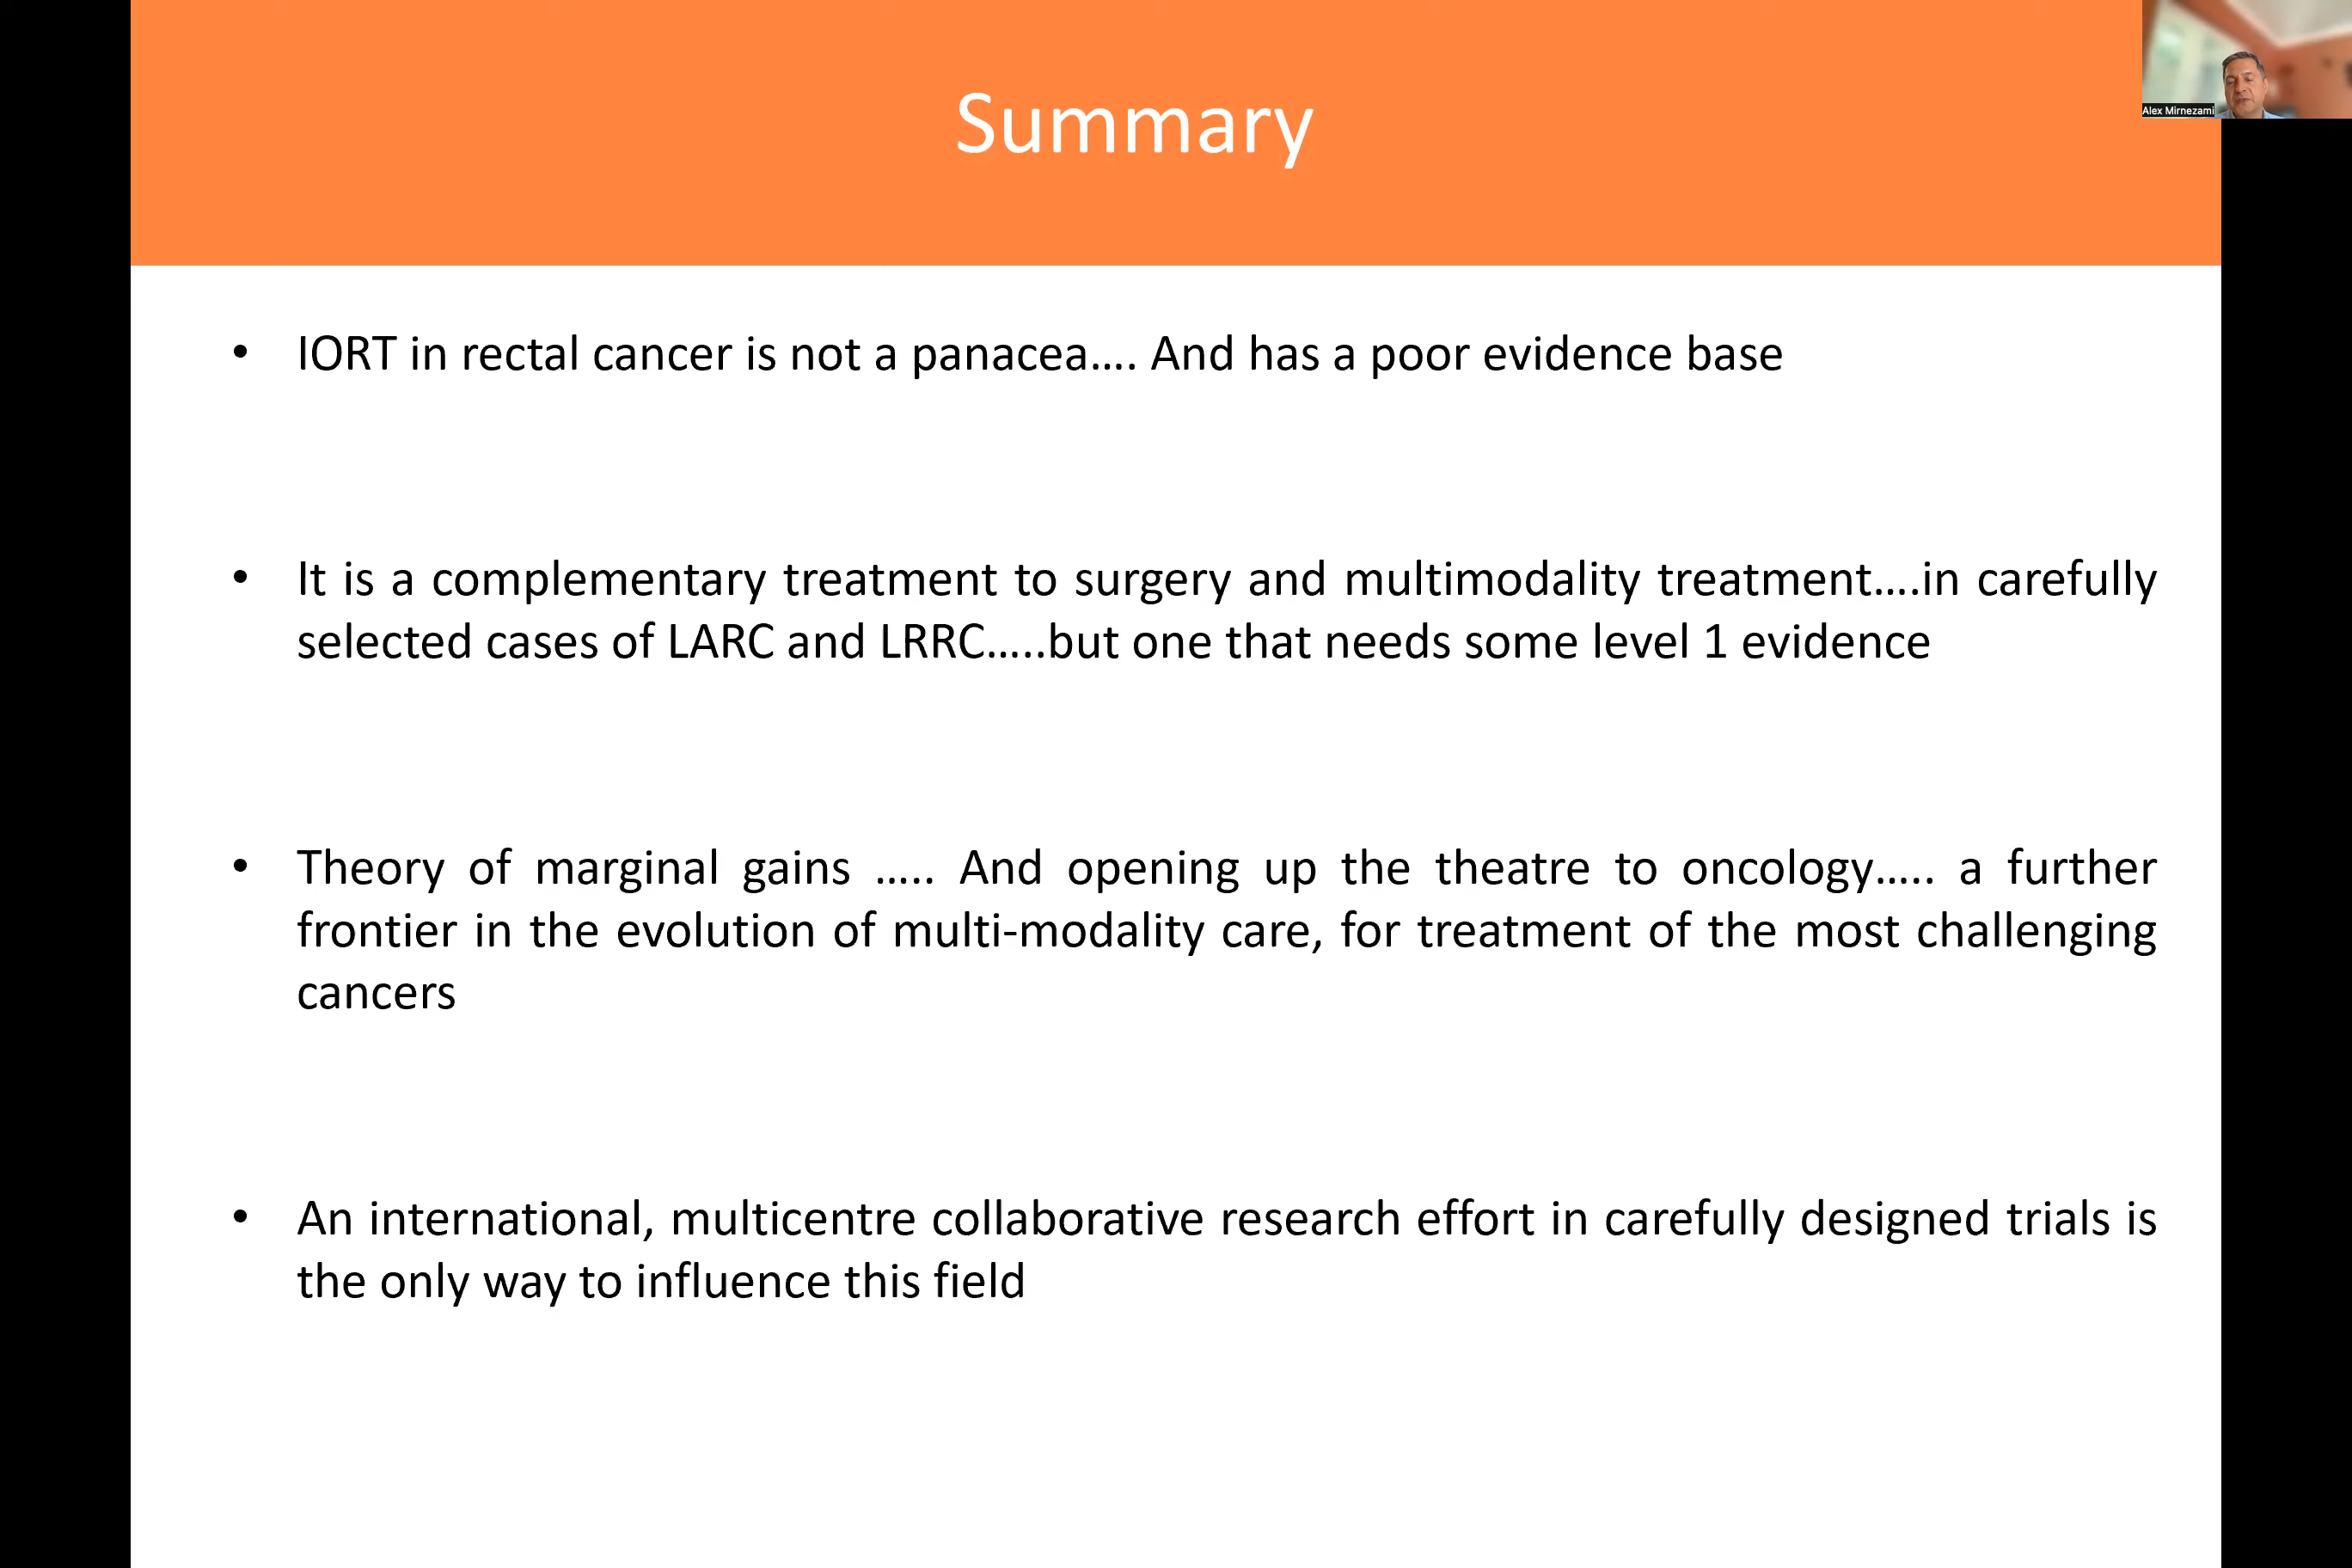 Summary
Alex Mirnezami
• IORT in rectal cancer is not a panacea.... And has a poor evidence base
• It is a complementary treatment to surgery and multimodality treatment....in carefully
selected cases of LARC and LRRC.....but one that needs some level 1 evidence
• Theory of marginal gains ..... And opening up the theatre to oncology..... a further
frontier in the evolution of multi-modality care, for treatment of the most challenging
cancers
• An international, multicentre collaborative research effort in carefully designed trials is
the only way to influence this field